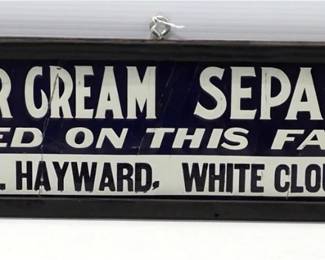 R CREAM SEPA
ED ON THIS FA
. HAYWARD, WHITE CLOU